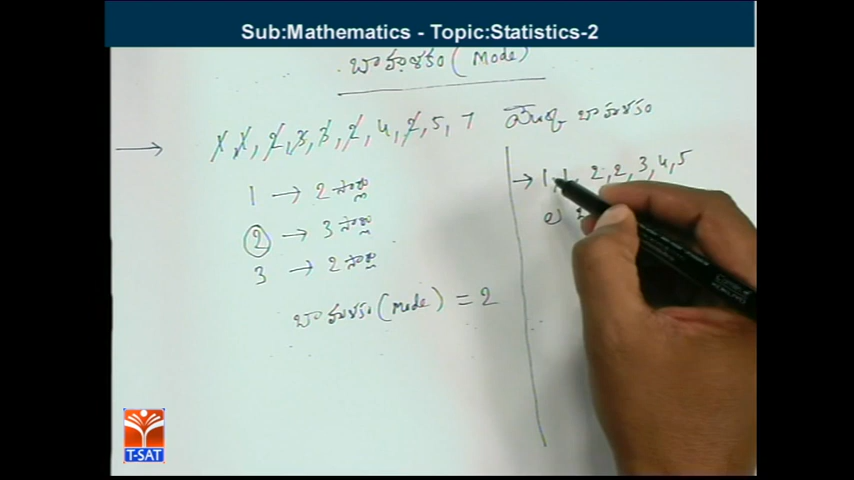 Sub:Mathematics - Topic:Statistics-2
బాహుళకం (Mode)
→ 1, 1, 2, 3, 3, 2, 4, 2, 5, 7 యొక్క బాహుళకం
1 → 2 సార్లు
2 → 3 సార్లు
3 → 2 సార్లు
బాహుళకం (Mode) = 2
→ 1, 1, 2, 2, 3, 4, 5
T-SAT